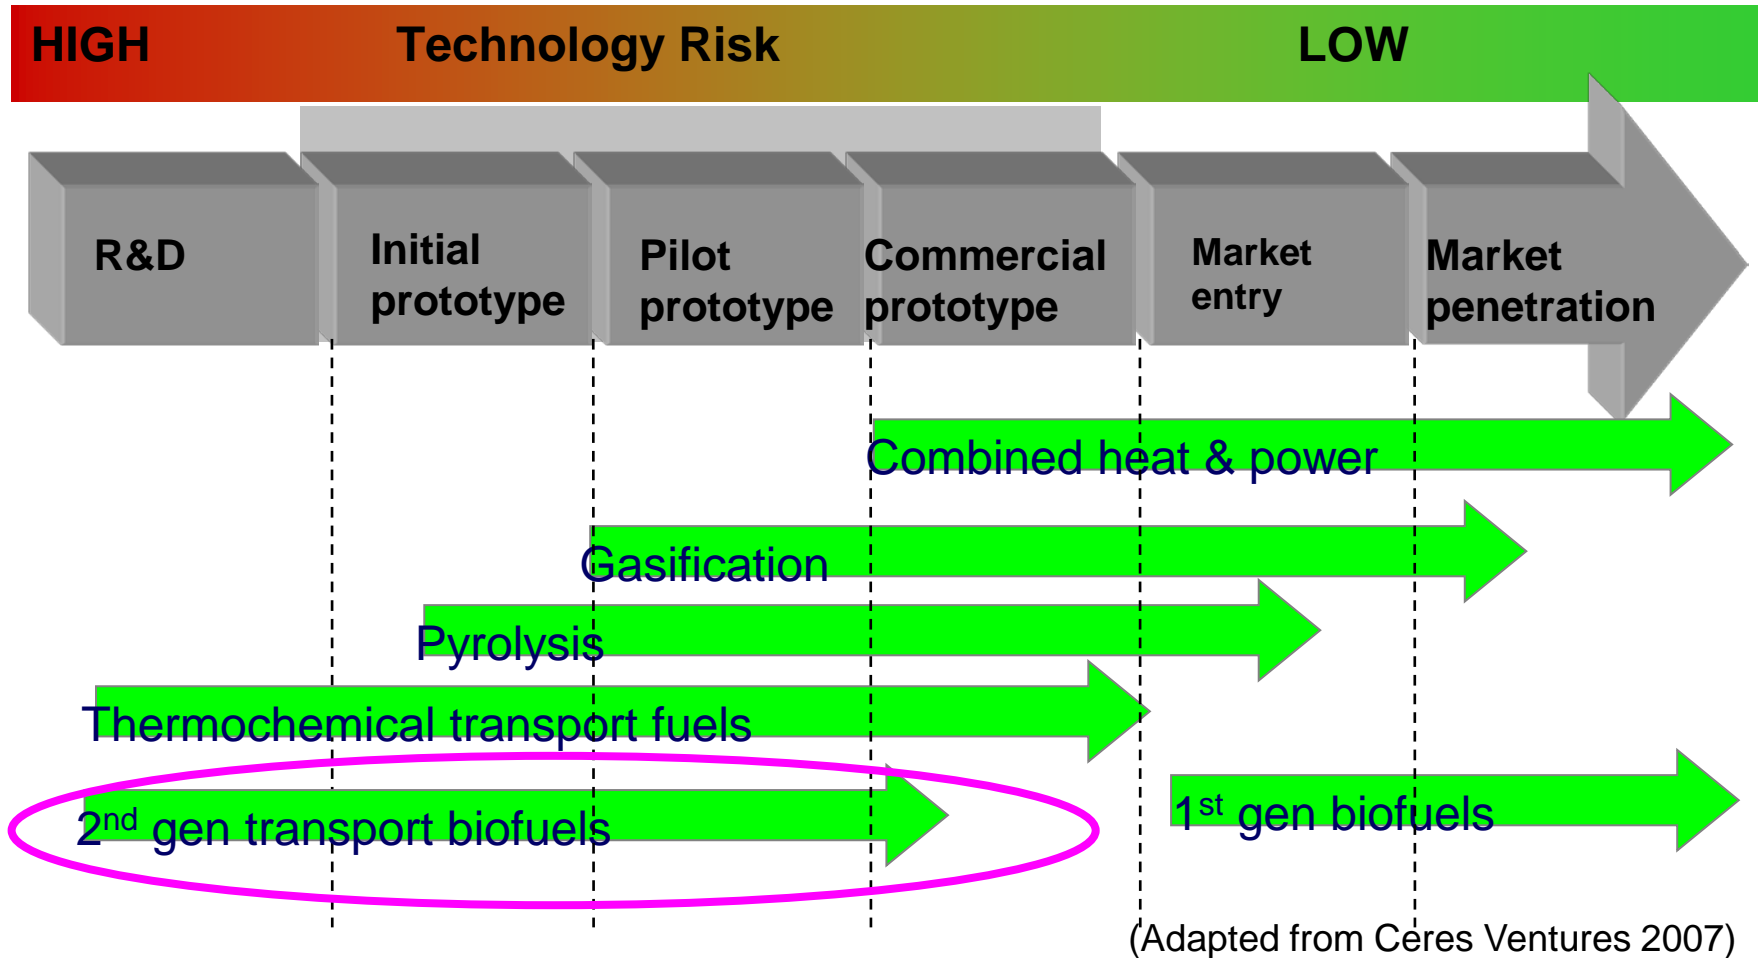 HIGH Technology Risk LOW
R&D
Initial
prototype
Pilot
prototype
Commercial
prototype
Market
entry
Market
penetration
Combined heat & power
Gasification
Pyrolysis
Thermochemical transport fuels
2nd gen transport biofuels
1st gen biofuels
(Adapted from Ceres Ventures 2007)